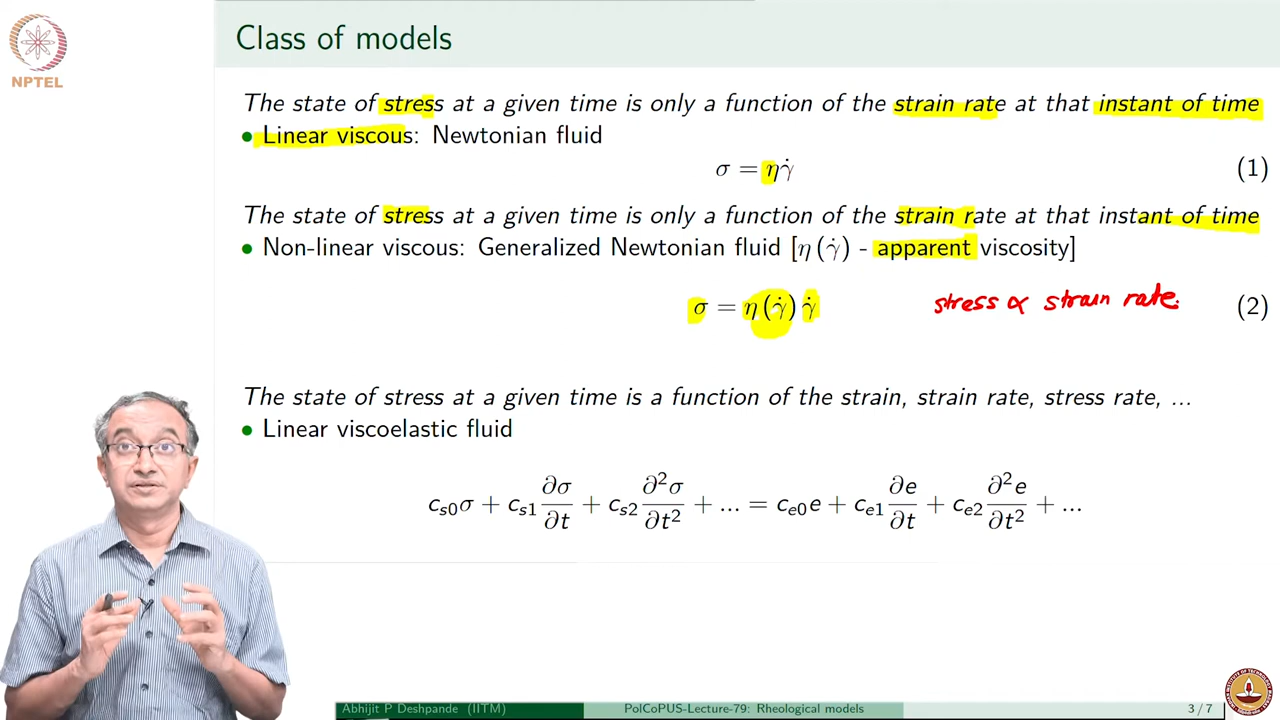 Class of models
NPTEL
The state of stress at a given time is only a function of the strain rate at that instant of time
• Linear viscous: Newtonian fluid
σ = ηγ̇ (1)
The state of stress at a given time is only a function of the strain rate at that instant of time
• Non-linear viscous: Generalized Newtonian fluid [η (γ̇) - apparent viscosity]
σ = η (γ̇) γ̇ (2)
stress ∝ strain rate.
The state of stress at a given time is a function of the strain, strain rate, stress rate, ...
• Linear viscoelastic fluid
c_{s0}σ + c_{s1} ∂σ/∂t + c_{s2} ∂²σ/∂t² + ... = c_{e0}e + c_{e1} ∂e/∂t + c_{e2} ∂²e/∂t² + ...
Abhijit P Deshpande (IITM) PolCoPUS-Lecture-79: Rheological models 3 / 7